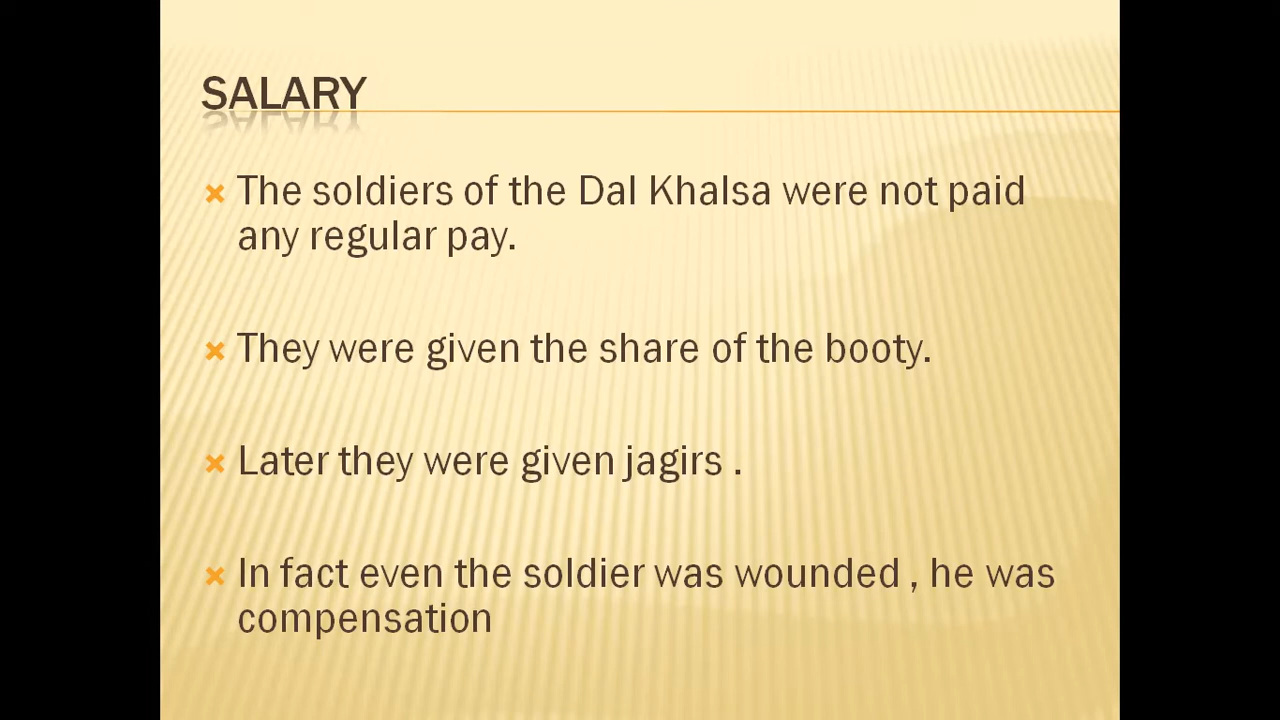 SALARY
The soldiers of the Dal Khalsa were not paid
any regular pay.
They were given the share of the booty.
Later they were given jagirs .
In fact even the soldier was wounded , he was
compensation